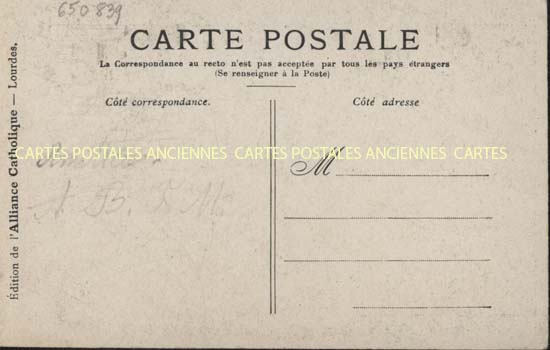 650839
CARTE POSTALE
La Correspondance au recto n'est pas acceptée par tous les pays étrangers
(Se renseigner à la Poste)
Côté correspondance.
Côté adresse
Édition de l'Alliance Catholique — Lourdes.
CARTES POSTALES ANCIENNES CARTES POSTALES ANCIENNES CARTES
M